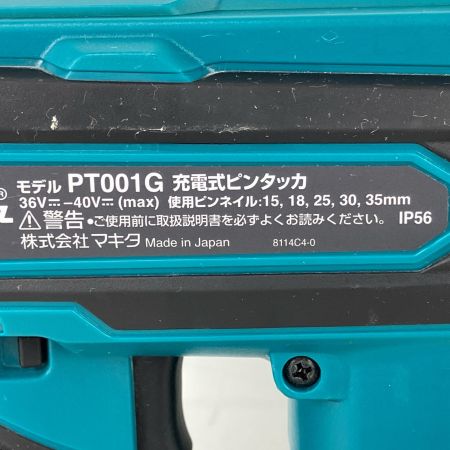 ® モデル PT001G 充電式ピンタッカ
36V⎓-40V⎓(max) 使用ピンネイル:15, 18, 25, 30, 35mm
⚠警告•ご使用前に取扱説明書を必ずよくお読みください。 IP56
株式会社マキタ Made in Japan 8114C4-0